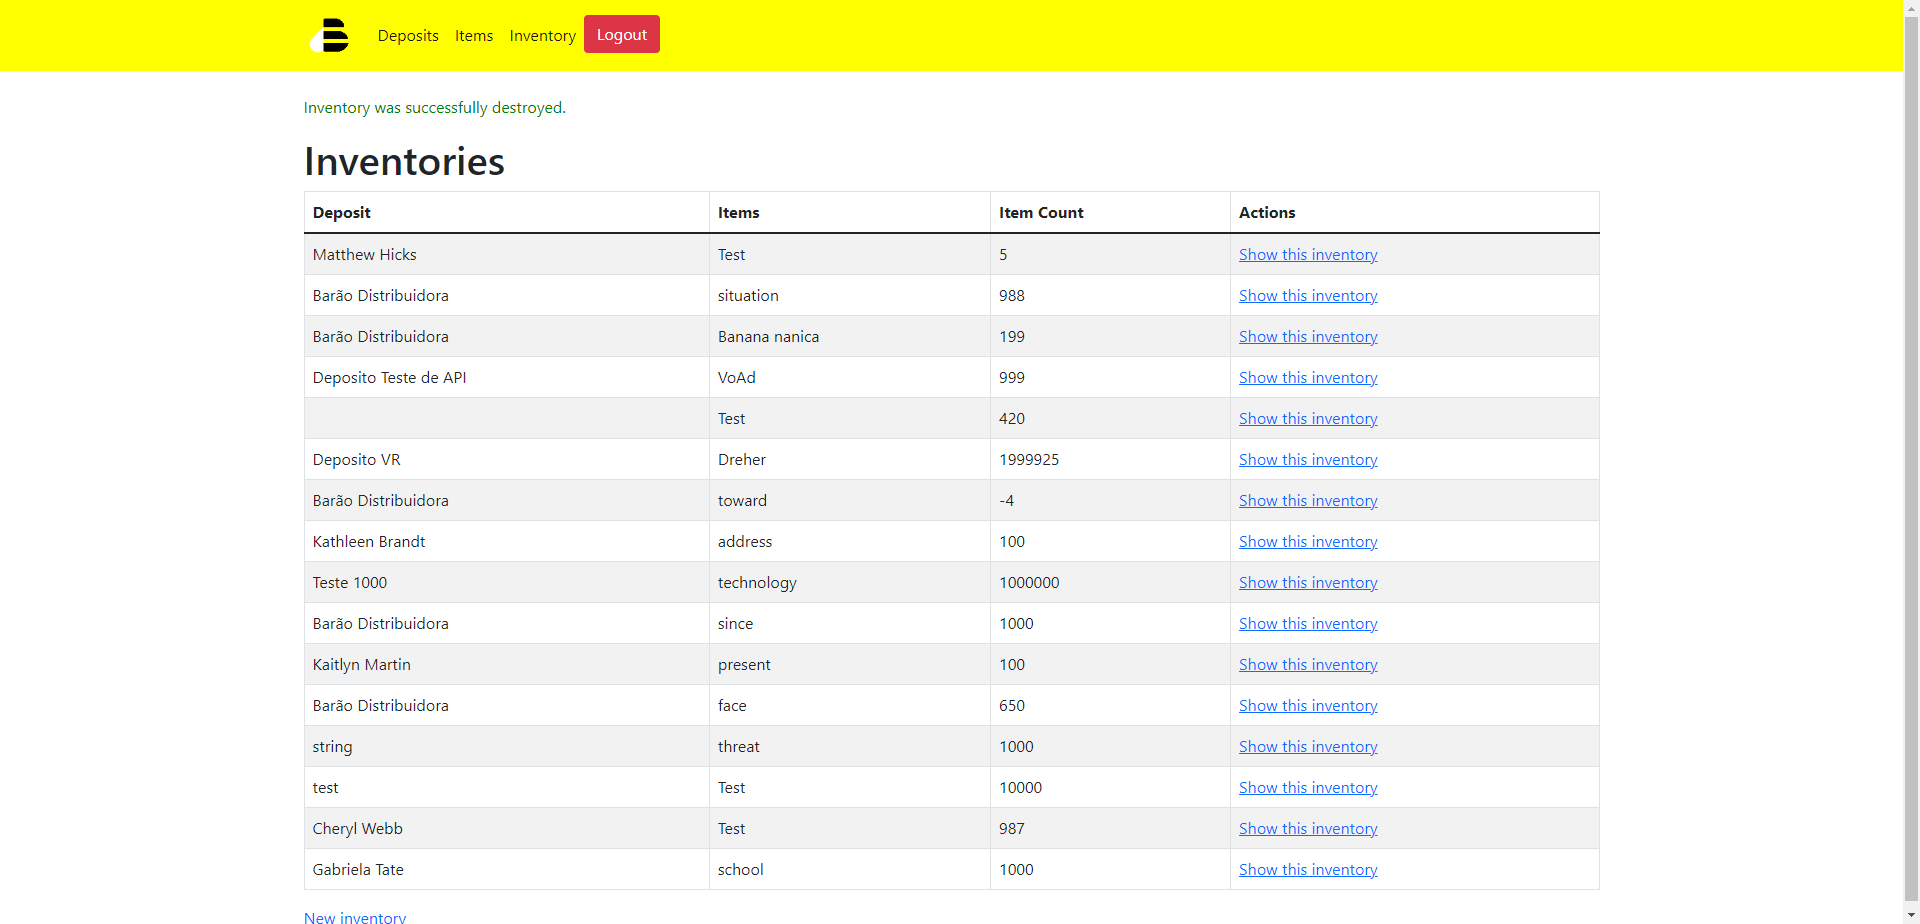 Deposits Items Inventory Logout
Inventory was successfully destroyed.
Inventories
Deposit Items Item Count Actions
Matthew Hicks Test 5 Show this inventory
Barão Distribuidora situation 988 Show this inventory
Barão Distribuidora Banana nanica 199 Show this inventory
Deposito Teste de API VoAd 999 Show this inventory
Test 420 Show this inventory
Deposito VR Dreher 1999925 Show this inventory
Barão Distribuidora toward -4 Show this inventory
Kathleen Brandt address 100 Show this inventory
Teste 1000 technology 1000000 Show this inventory
Barão Distribuidora since 1000 Show this inventory
Kaitlyn Martin present 100 Show this inventory
Barão Distribuidora face 650 Show this inventory
string threat 1000 Show this inventory
test Test 10000 Show this inventory
Cheryl Webb Test 987 Show this inventory
Gabriela Tate school 1000 Show this inventory
New inventory